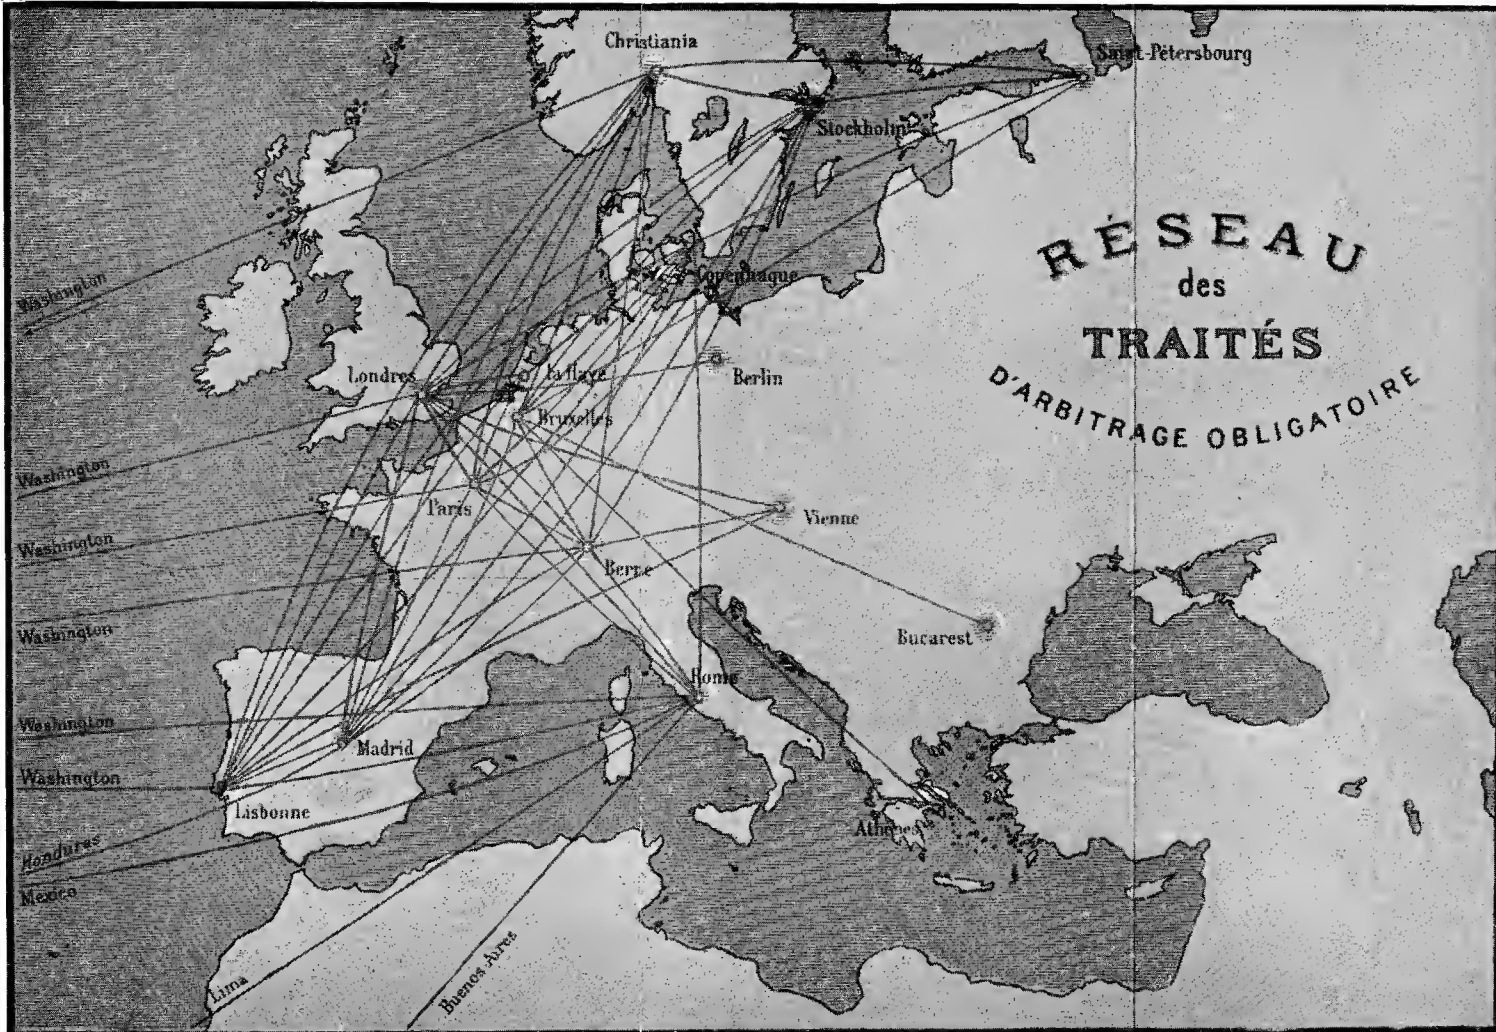 Christiania
Saint-Pétersbourg
Stockholm
RÉSEAU
des
TRAITÉS
D'ARBITRAGE OBLIGATOIRE
Washington
Copenhague
Londres
La Haye
Berlin
Bruxelles
Washington
Paris
Vienne
Washington
Berne
Washington
Bucarest
Rome
Washington
Madrid
Washington
Lisbonne
Athènes
Honduras
Mexico
Lima
Buenos Aires